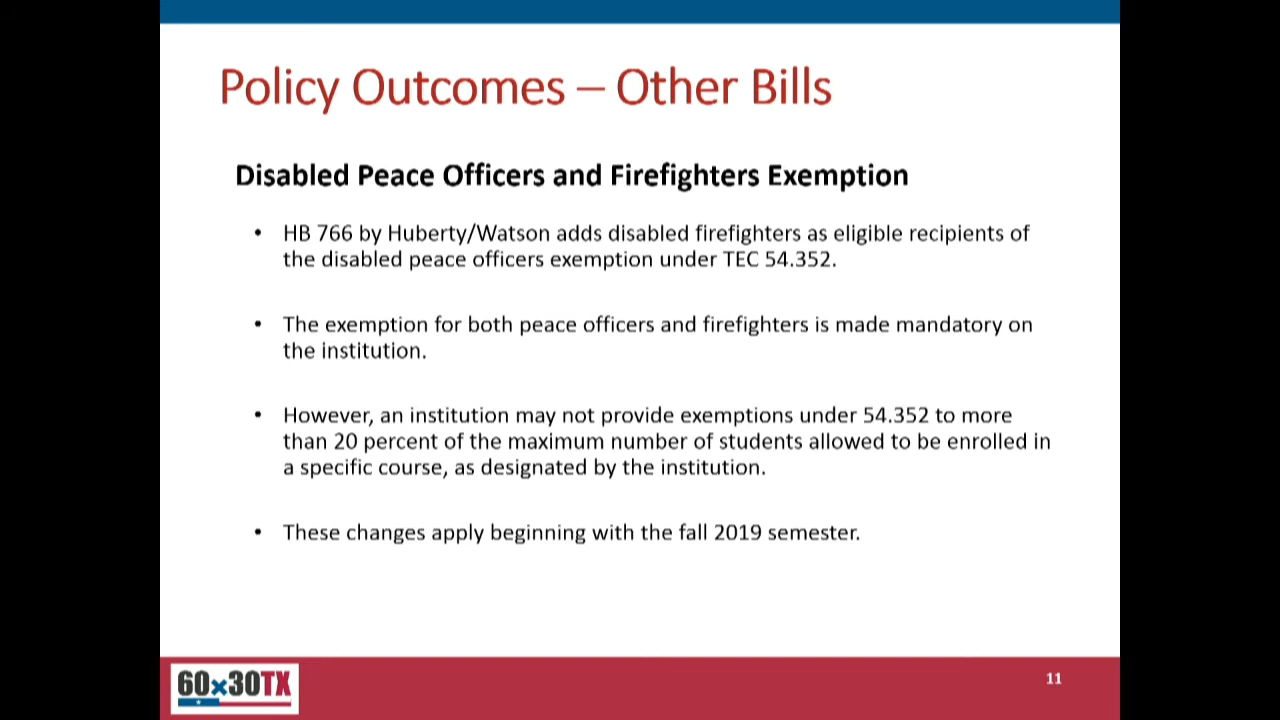 Policy Outcomes – Other Bills
Disabled Peace Officers and Firefighters Exemption
• HB 766 by Huberty/Watson adds disabled firefighters as eligible recipients of
the disabled peace officers exemption under TEC 54.352.
• The exemption for both peace officers and firefighters is made mandatory on
the institution.
• However, an institution may not provide exemptions under 54.352 to more
than 20 percent of the maximum number of students allowed to be enrolled in
a specific course, as designated by the institution.
• These changes apply beginning with the fall 2019 semester.
60x30TX
11